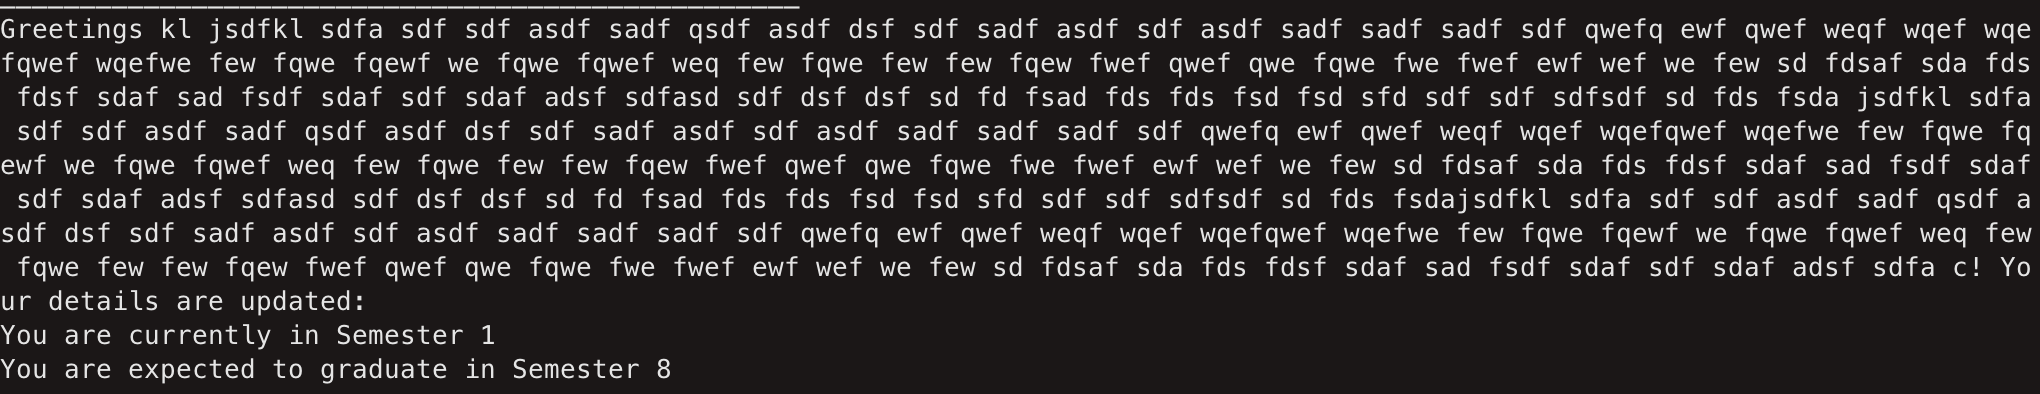 Greetings kl jsdfkl sdfa sdf sdf asdf sadf qsdf asdf dsf sdf sadf asdf sdf asdf sadf sadf sadf sdf qwefq ewf qwef weqf wqef wqe
fqwef wqefwe few fqwe fqewf we fqwe fqwef weq few fqwe few few fqew fwef qwef qwe fqwe fwe fwef ewf wef we few sd fdsaf sda fds
 fdsf sdaf sad fsdf sdaf sdf sdaf adsf sdfasd sdf dsf dsf sd fd fsad fds fds fsd fsd sfd sdf sdf sdfsdf sd fds fsda jsdfkl sdfa
 sdf sdf asdf sadf qsdf asdf dsf sdf sadf asdf sdf asdf sadf sadf sadf sdf qwefq ewf qwef weqf wqef wqefqwef wqefwe few fqwe fq
ewf we fqwe fqwef weq few fqwe few few fqew fwef qwef qwe fqwe fwe fwef ewf wef we few sd fdsaf sda fds fdsf sdaf sad fsdf sdaf
 sdf sdaf adsf sdfasd sdf dsf dsf sd fd fsad fds fds fsd fsd sfd sdf sdf sdfsdf sd fds fsdajsdfkl sdfa sdf sdf asdf sadf qsdf a
sdf dsf sdf sadf asdf sdf asdf sadf sadf sadf sdf qwefq ewf qwef weqf wqef wqefqwef wqefwe few fqwe fqewf we fqwe fqwef weq few
 fqwe few few fqew fwef qwef qwe fqwe fwe fwef ewf wef we few sd fdsaf sda fds fdsf sdaf sad fsdf sdaf sdf sdaf adsf sdfa c! Yo
ur details are updated:
You are currently in Semester 1
You are expected to graduate in Semester 8